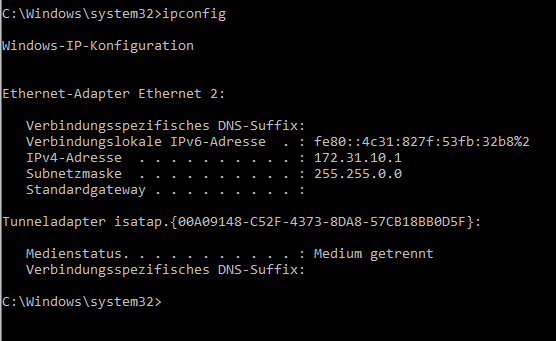 C:\Windows\system32>ipconfig
Windows-IP-Konfiguration
Ethernet-Adapter Ethernet 2:
Verbindungsspezifisches DNS-Suffix:
Verbindungslokale IPv6-Adresse  . : fe80::4c31:827f:53fb:32b8%2
IPv4-Adresse  . . . . . . . . . . : 172.31.10.1
Subnetzmaske  . . . . . . . . . . : 255.255.0.0
Standardgateway . . . . . . . . . :
Tunneladapter isatap.{00A09148-C52F-4373-8DA8-57CB18BB0D5F}:
Medienstatus. . . . . . . . . . . : Medium getrennt
Verbindungsspezifisches DNS-Suffix:
C:\Windows\system32>